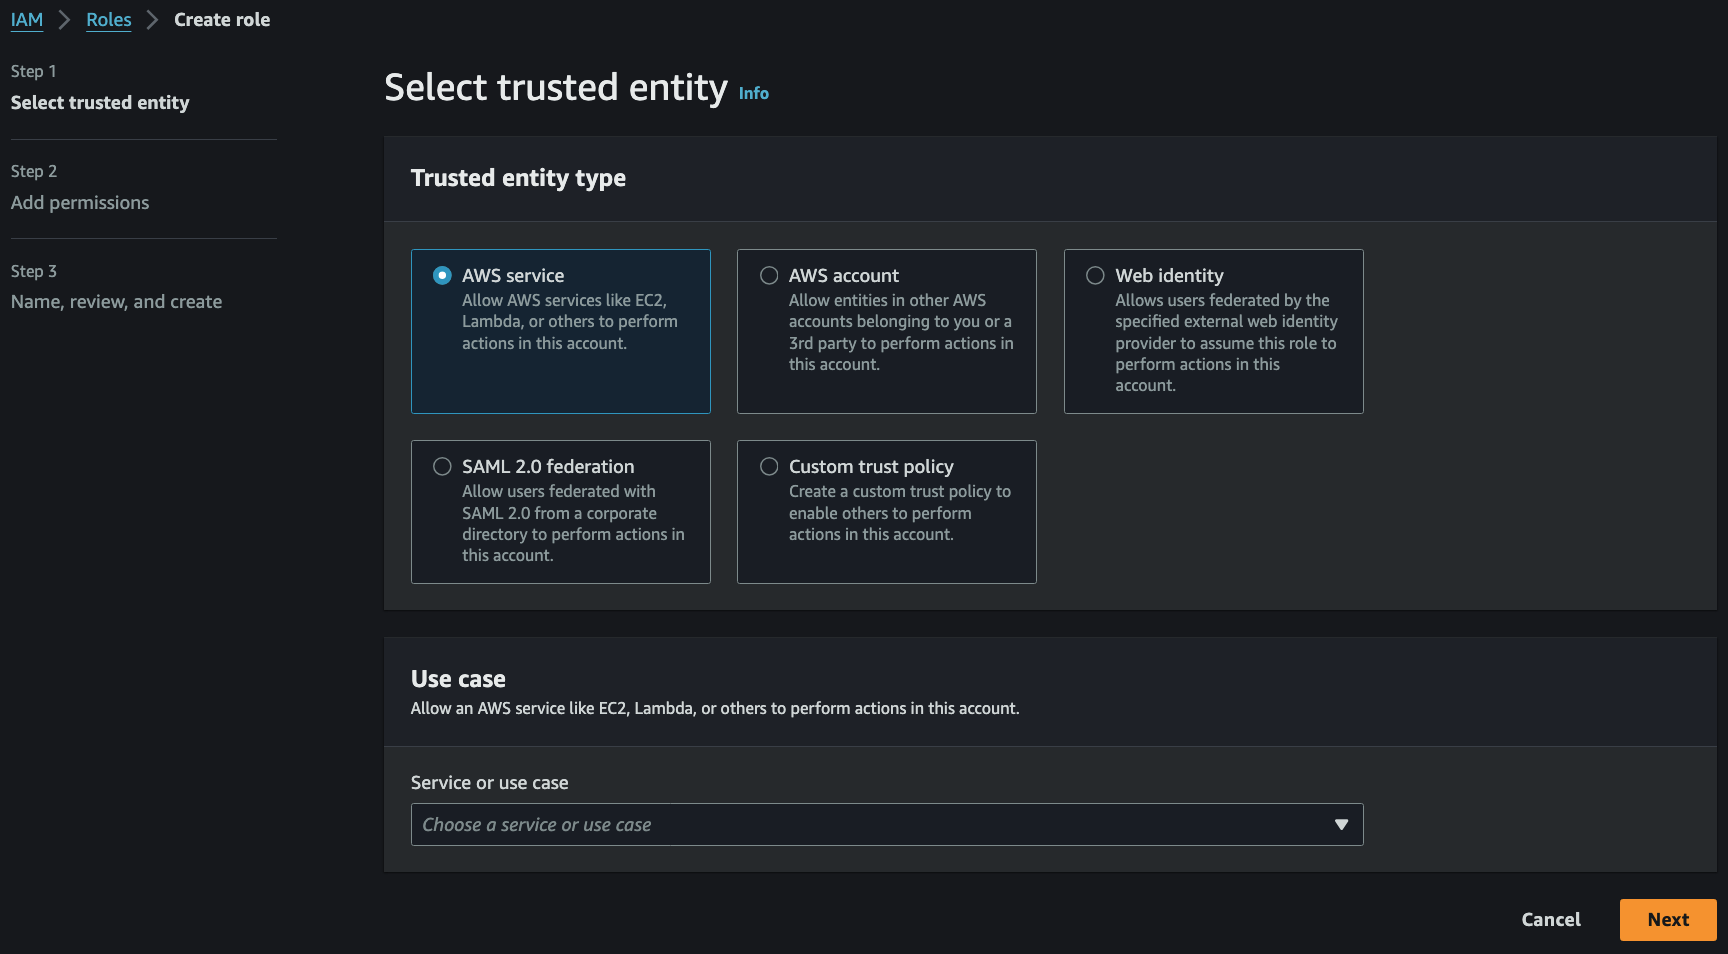 IAM > Roles > Create role
Step 1
Select trusted entity
Step 2
Add permissions
Step 3
Name, review, and create
Select trusted entity Info
Trusted entity type
AWS service
Allow AWS services like EC2,
Lambda, or others to perform
actions in this account.
AWS account
Allow entities in other AWS
accounts belonging to you or a
3rd party to perform actions in
this account.
Web identity
Allows users federated by the
specified external web identity
provider to assume this role to
perform actions in this
account.
SAML 2.0 federation
Allow users federated with
SAML 2.0 from a corporate
directory to perform actions in
this account.
Custom trust policy
Create a custom trust policy to
enable others to perform
actions in this account.
Use case
Allow an AWS service like EC2, Lambda, or others to perform actions in this account.
Service or use case
Choose a service or use case
Cancel
Next